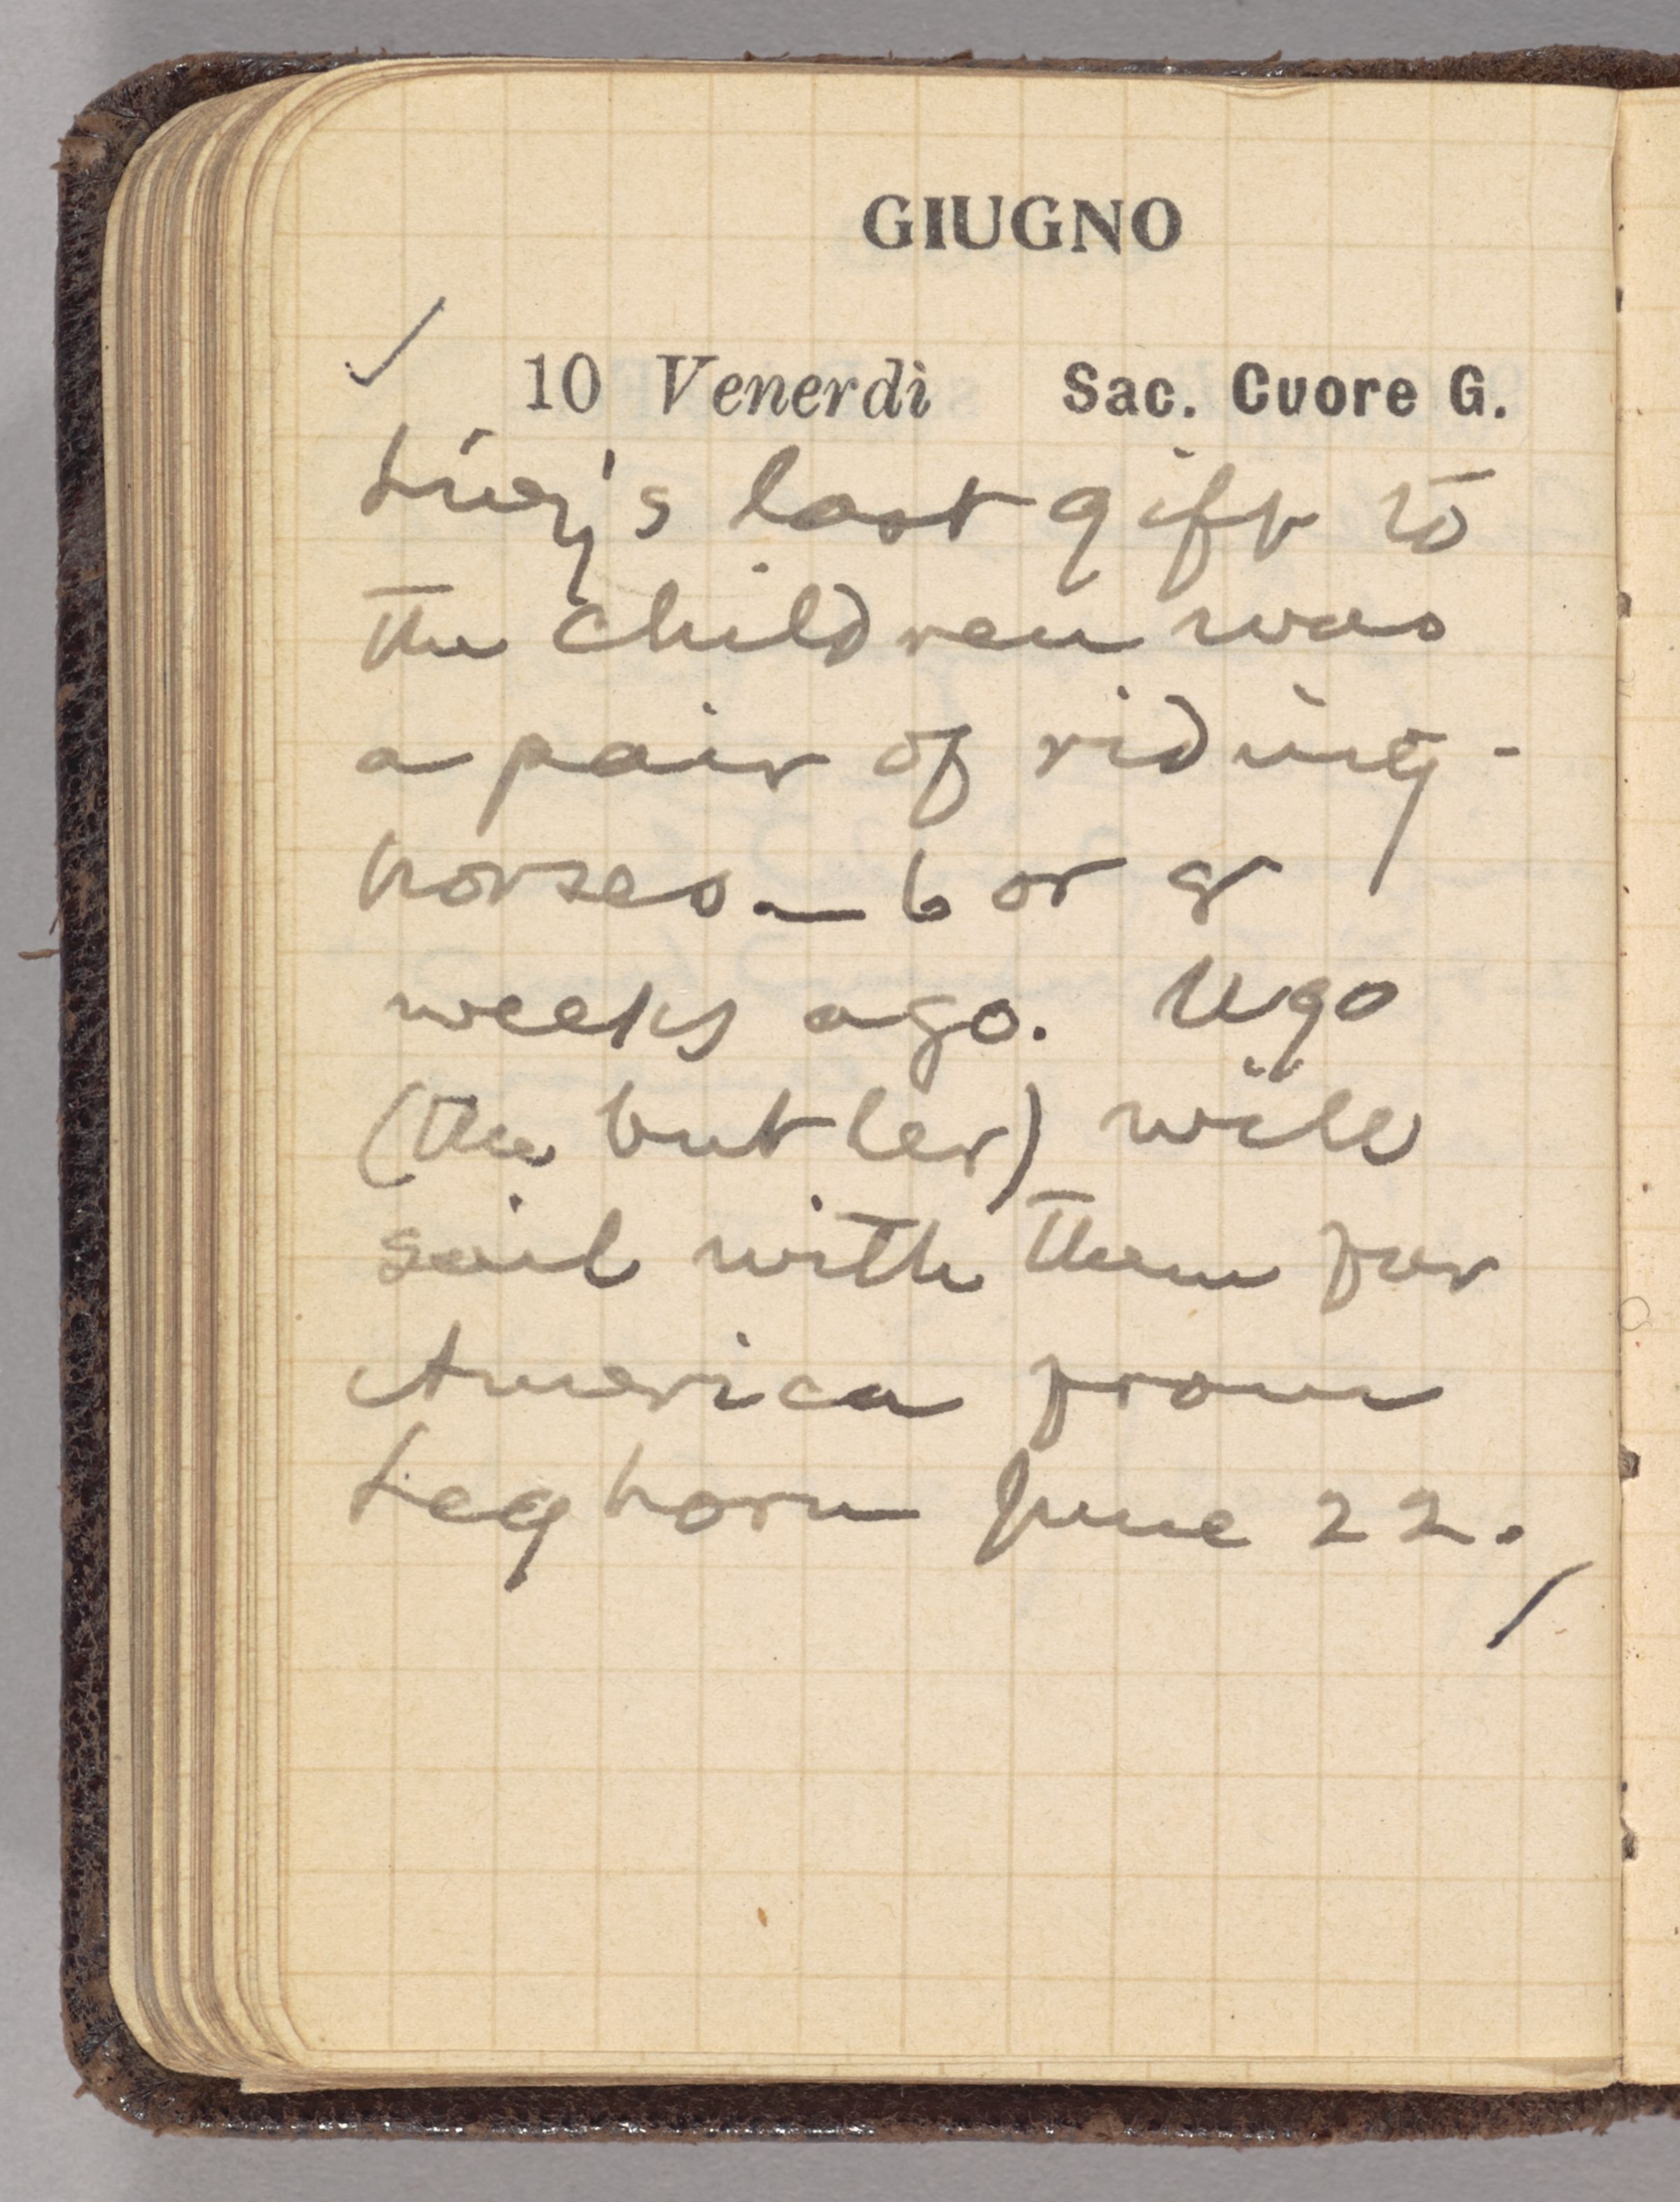 GIUGNO
10 Venerdì Sac. Cuore G.
Livy's last gift to
the children was
a pair of riding-
horses — 6 or 8
weeks ago. Ugo
(the butler) will
sail with them for
America from
Leghorn June 22.